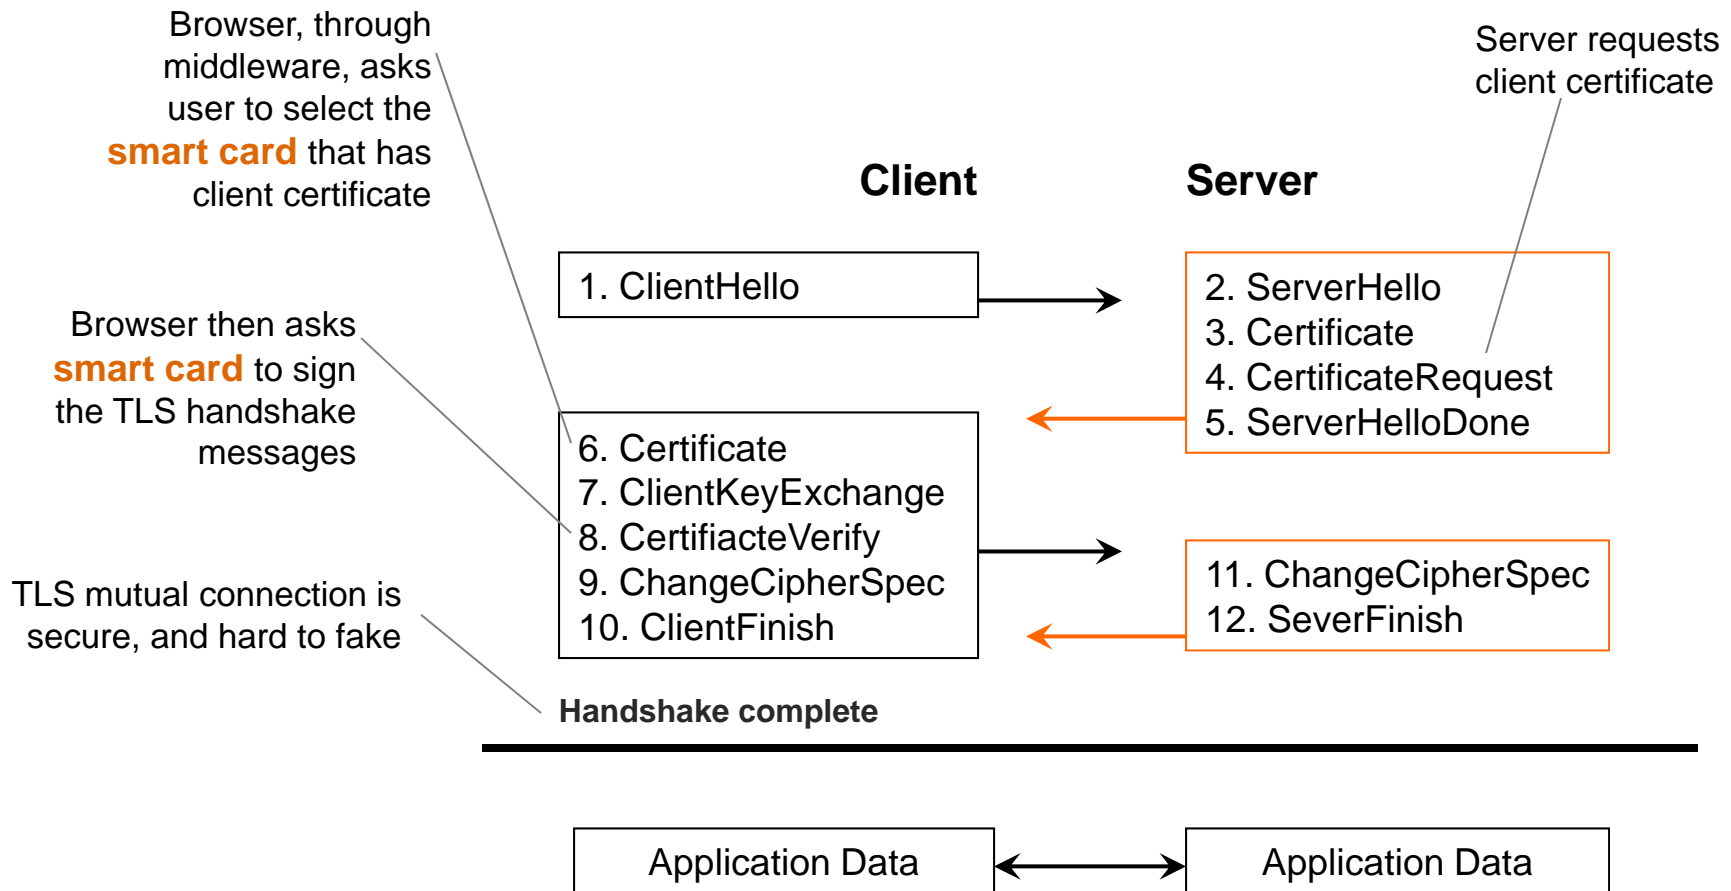 Browser, through
middleware, asks
user to select the
smart card that has
client certificate
Server requests
client certificate
Client
Server
1. ClientHello
2. ServerHello
3. Certificate
4. CertificateRequest
5. ServerHelloDone
Browser then asks
smart card to sign
the TLS handshake
messages
6. Certificate
7. ClientKeyExchange
8. CertifiacteVerify
9. ChangeCipherSpec
10. ClientFinish
11. ChangeCipherSpec
12. SeverFinish
TLS mutual connection is
secure, and hard to fake
Handshake complete
Application Data
Application Data